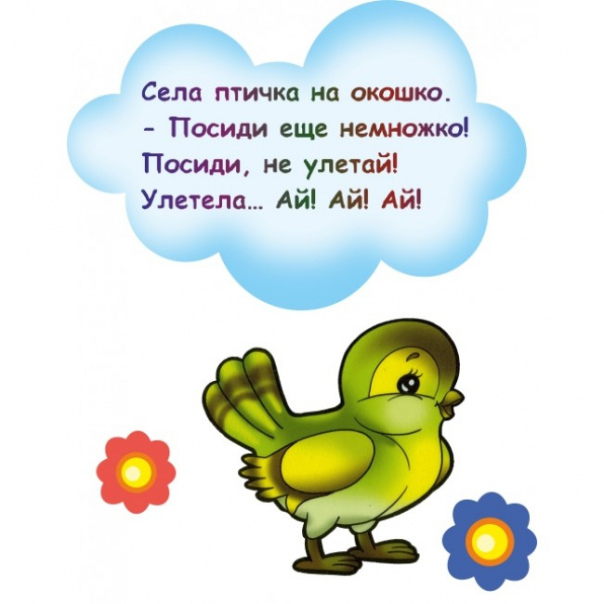 Села птичка на окошко.
- Посиди еще немножко!
Посиди, не улетай!
Улетела... Ай! Ай! Ай!